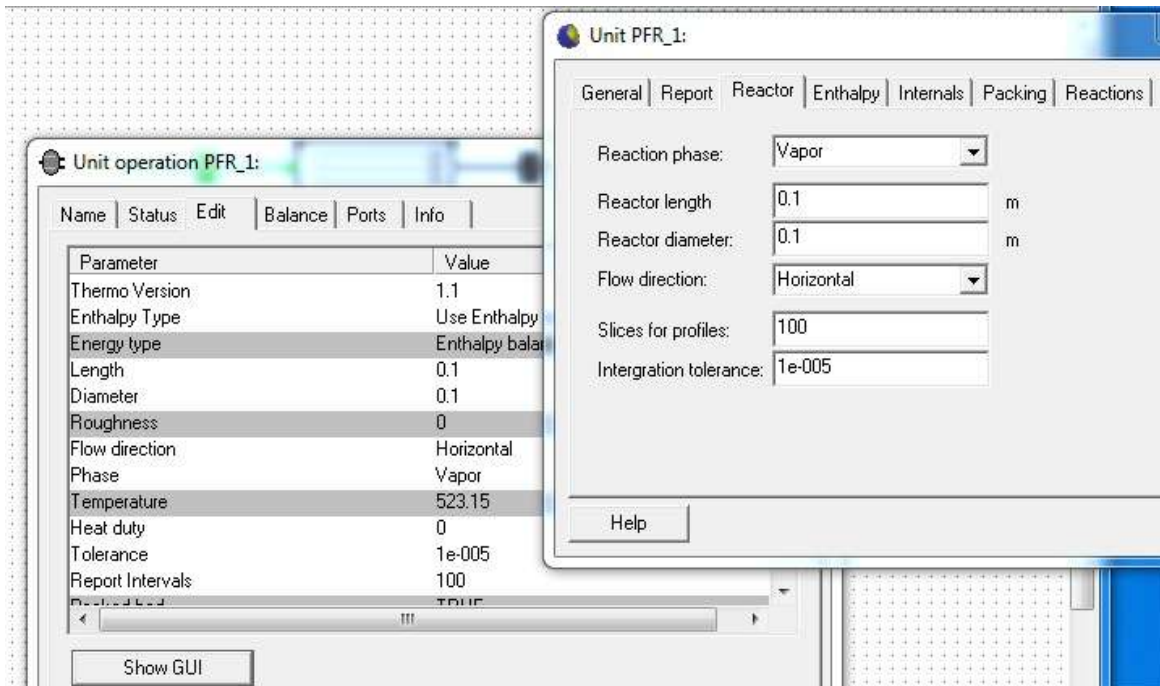 Unit PFR_1:
General Report Reactor Enthalpy Internals Packing Reactions
Reaction phase: Vapor
Reactor length 0.1 m
Reactor diameter: 0.1 m
Flow direction: Horizontal
Slices for profiles: 100
Intergration tolerance: 1e-005
Help
Unit operation PFR_1:
Name Status Edit Balance Ports Info
Parameter Value
Thermo Version 1.1
Enthalpy Type Use Enthalpy
Energy type Enthalpy balan
Length 0.1
Diameter 0.1
Roughness 0
Flow direction Horizontal
Phase Vapor
Temperature 523.15
Heat duty 0
Tolerance 1e-005
Report Intervals 100
Packed bed TRUE
Show GUI